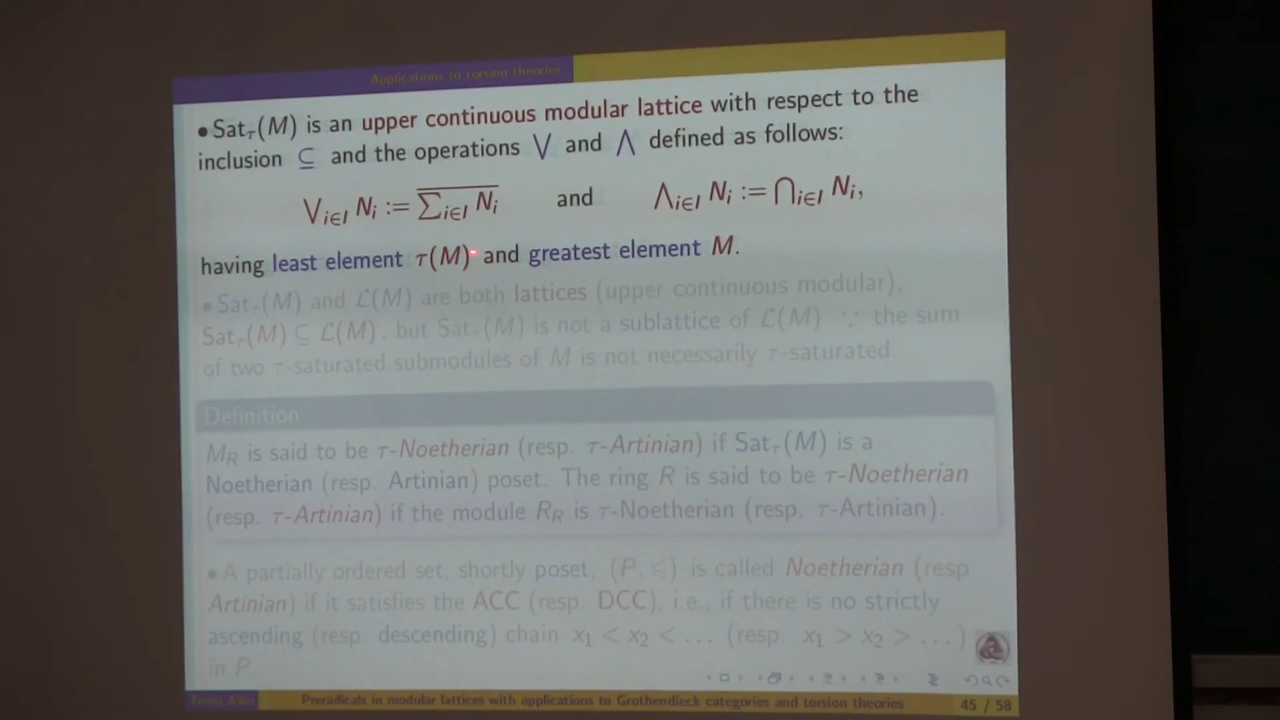 Applications to torsion theories
• Sat_τ(M) is an upper continuous modular lattice with respect to the
inclusion ⊆ and the operations ⋁ and ⋀ defined as follows:
⋁_{i∈I} N_i := \overline{∑_{i∈I} N_i} and ⋀_{i∈I} N_i := ⋂_{i∈I} N_i,
having least element τ(M) and greatest element M.
• Sat_τ(M) and ℒ(M) are both lattices (upper continuous modular),
Sat_τ(M) ⊆ ℒ(M), but Sat_τ(M) is not a sublattice of ℒ(M) ∵ the sum
of two τ-saturated submodules of M is not necessarily τ-saturated
Definition
M_R is said to be τ-Noetherian (resp. τ-Artinian) if Sat_τ(M) is a
Noetherian (resp. Artinian) poset. The ring R is said to be τ-Noetherian
(resp. τ-Artinian) if the module R_R is τ-Noetherian (resp. τ-Artinian).
• A partially ordered set, shortly poset, (P, ⩽) is called Noetherian (resp.
Artinian) if it satisfies the ACC (resp. DCC), i.e., if there is no strictly
ascending (resp. descending) chain x_1 < x_2 < ... (resp. x_1 > x_2 > ...)
in P
Toma Albu Preradicals in modular lattices with applications to Grothendieck categories and torsion theories 45 / 58